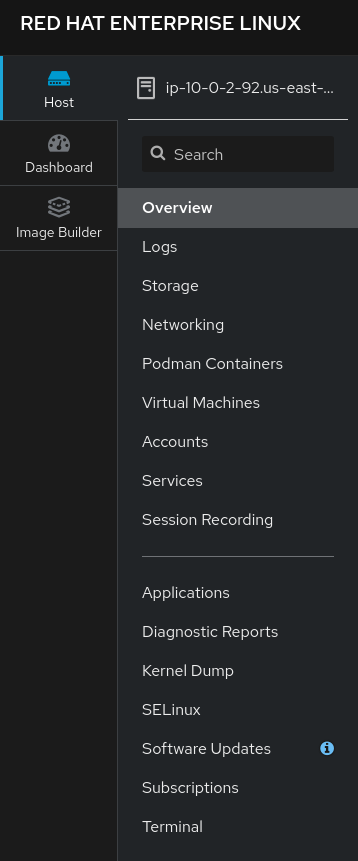 RED HAT ENTERPRISE LINUX
Host
Dashboard
Image Builder
ip-10-0-2-92.us-east-...
Search
Overview
Logs
Storage
Networking
Podman Containers
Virtual Machines
Accounts
Services
Session Recording
Applications
Diagnostic Reports
Kernel Dump
SELinux
Software Updates
Subscriptions
Terminal